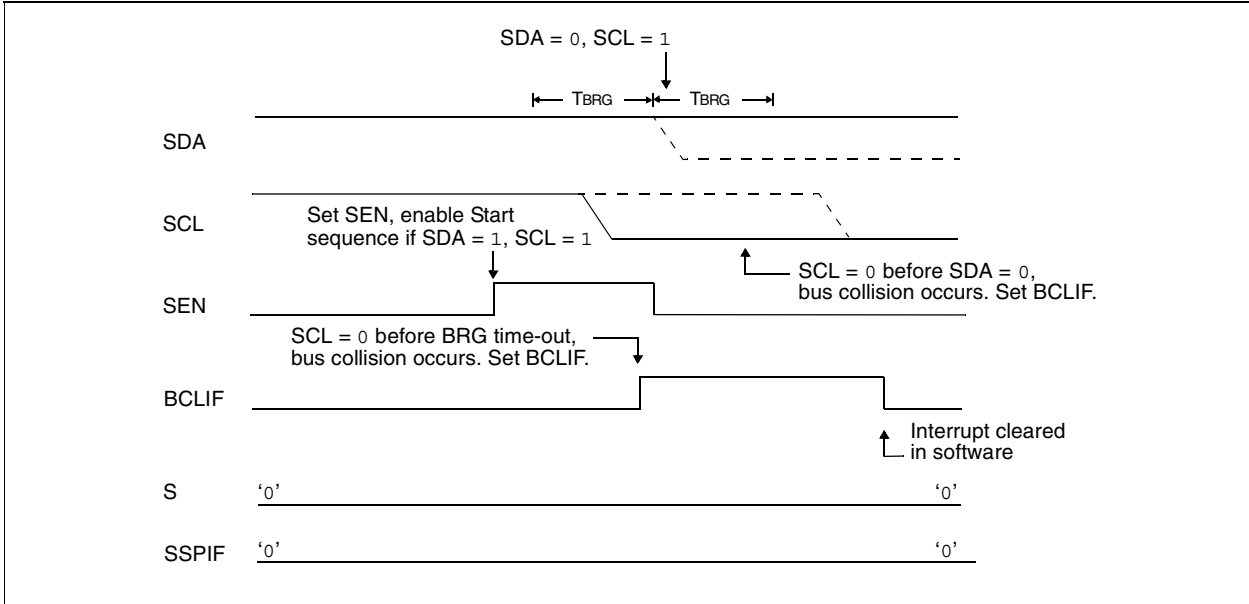 SDA = 0, SCL = 1
TBRG TBRG
SDA
SCL
Set SEN, enable Start
sequence if SDA = 1, SCL = 1
SCL = 0 before SDA = 0,
bus collision occurs. Set BCLIF.
SEN
SCL = 0 before BRG time-out,
bus collision occurs. Set BCLIF.
BCLIF
Interrupt cleared
in software
S ‘0’ ‘0’
SSPIF ‘0’ ‘0’